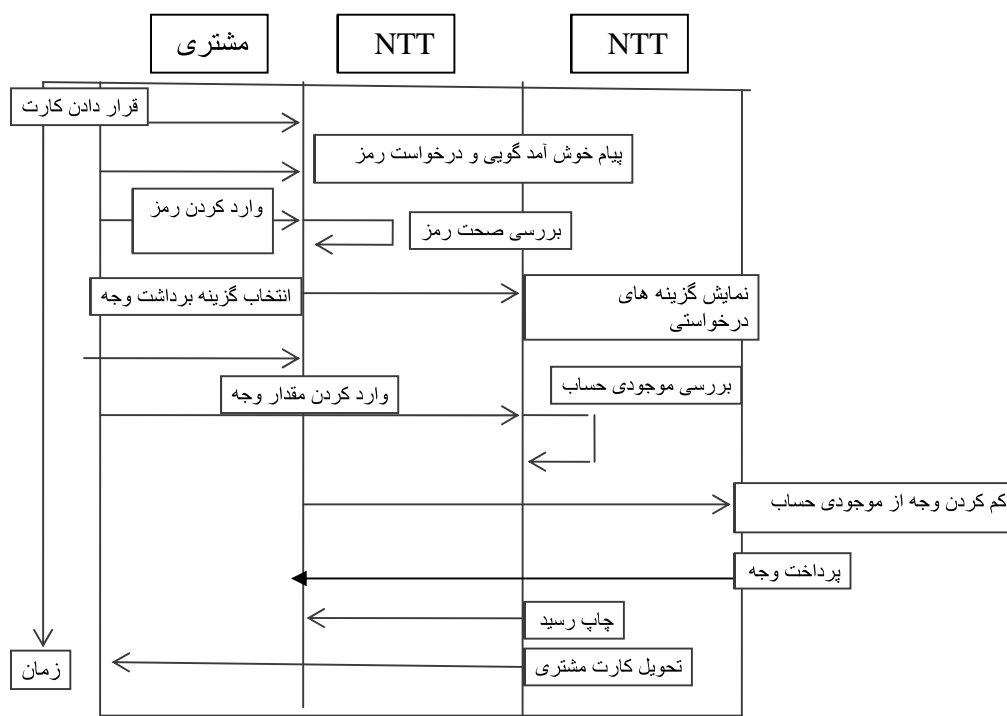 مشتری
NTT
NTT
قرار دادن کارت
پیام خوش آمد گویی و درخواست رمز
وارد کردن رمز
بررسی صحت رمز
انتخاب گزینه برداشت وجه
نمایش گزینه های
درخواستی
بررسی موجودی حساب
وارد کردن مقدار وجه
کم کردن وجه از موجودی حساب
پرداخت وجه
چاپ رسید
تحویل کارت مشتری
زمان